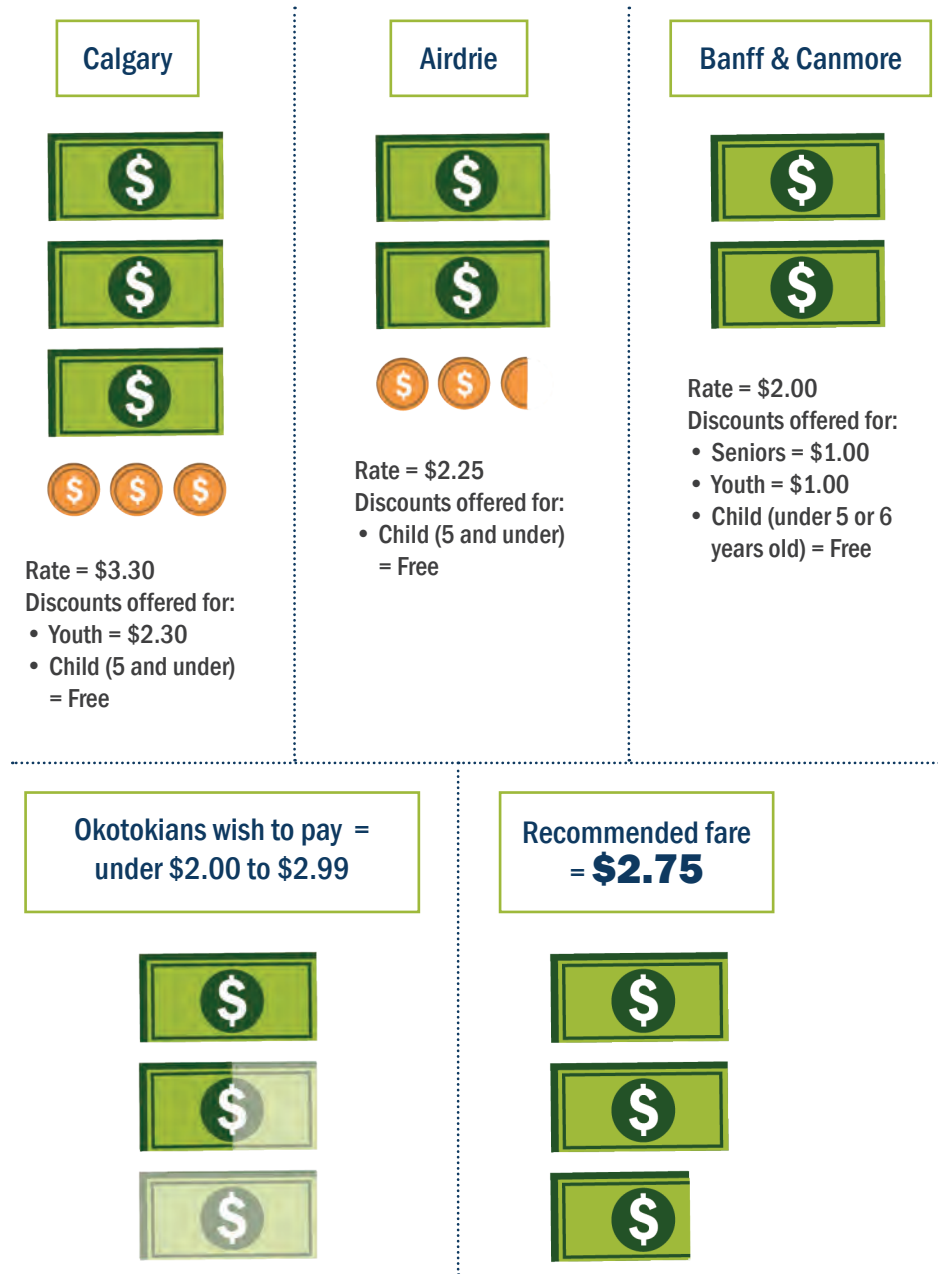 Calgary
$
$
$
$ $ $
Rate = $3.30
Discounts offered for:
• Youth = $2.30
• Child (5 and under)
= Free
Airdrie
$
$
$ $
Rate = $2.25
Discounts offered for:
• Child (5 and under)
= Free
Banff & Canmore
$
$
Rate = $2.00
Discounts offered for:
• Seniors = $1.00
• Youth = $1.00
• Child (under 5 or 6
years old) = Free
Okotokians wish to pay =
under $2.00 to $2.99
$
$
$
Recommended fare
= $2.75
$
$
$